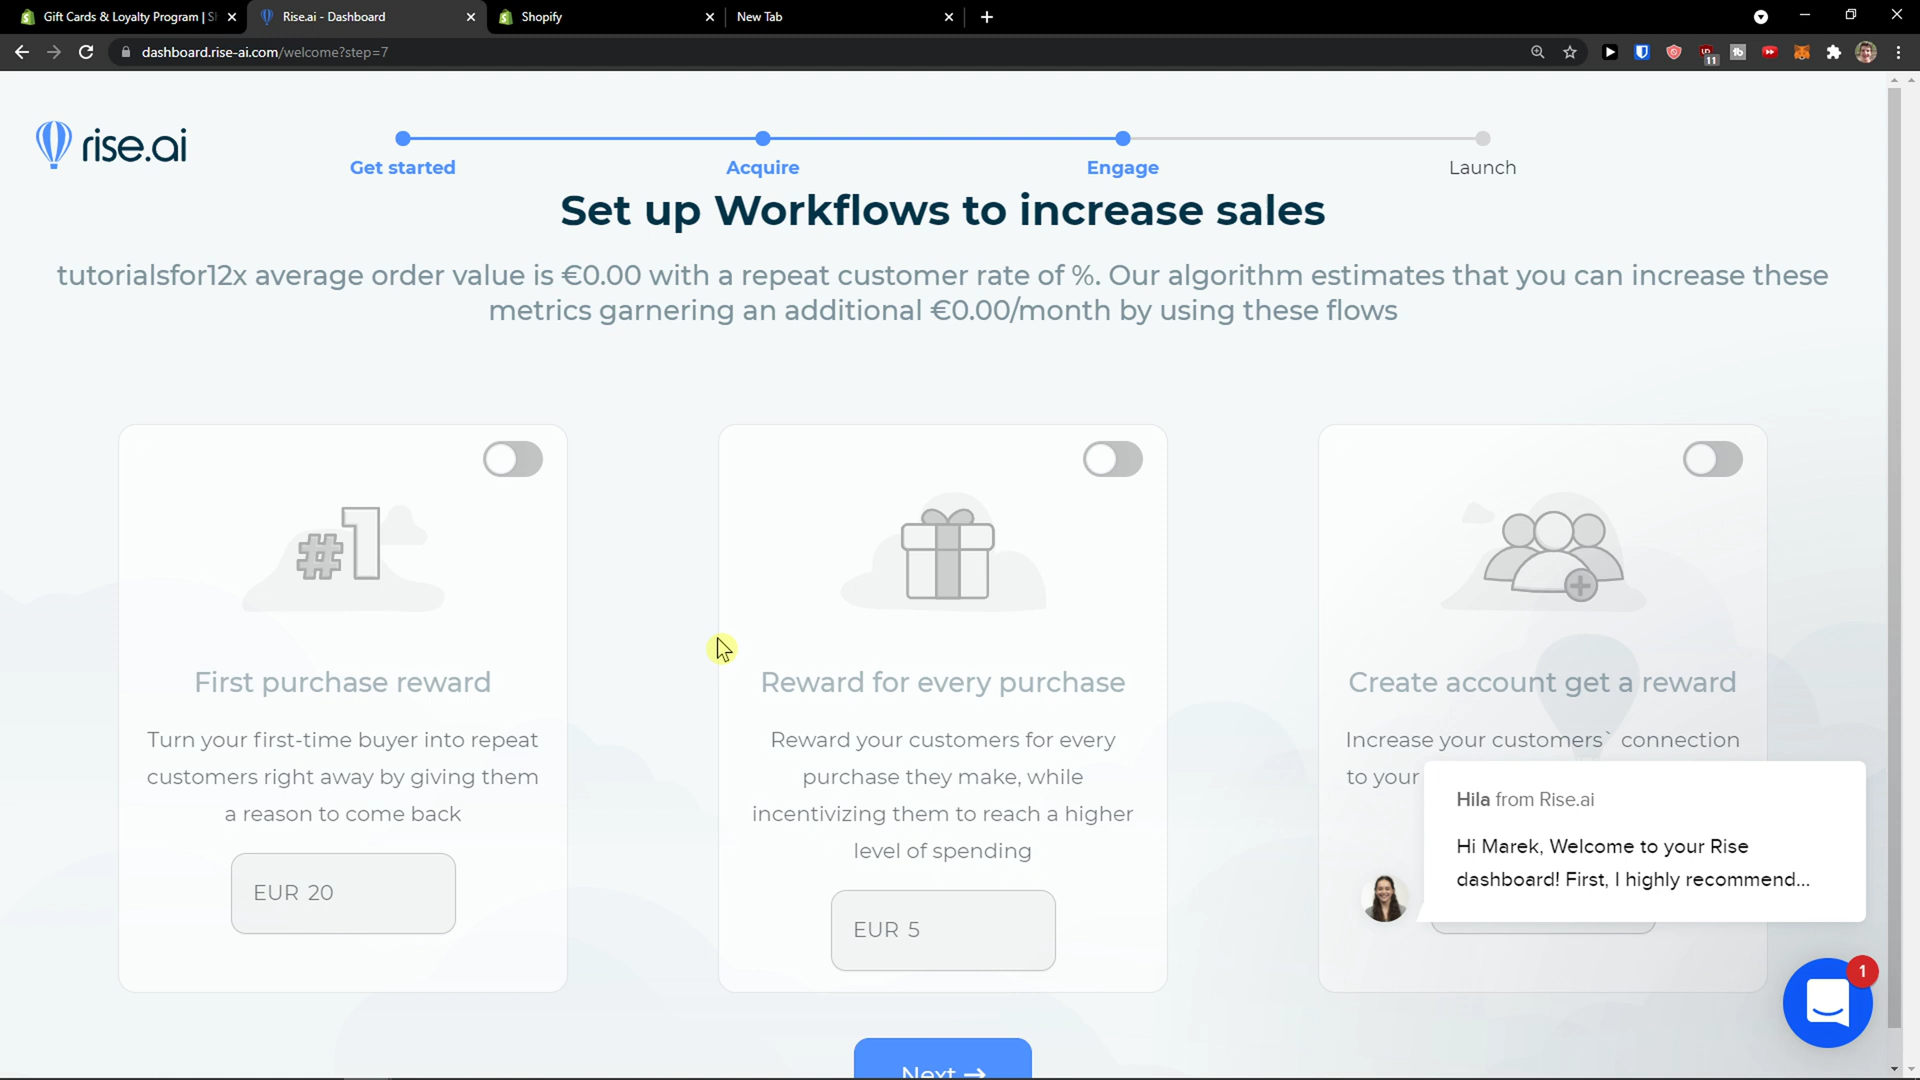 Gift Cards & Loyalty Program | S
Rise.ai - Dashboard
Shopify
New Tab
dashboard.rise-ai.com/welcome?step=7
11
rise.ai
Get started
Acquire
Engage
Launch
Set up Workflows to increase sales
tutorialsfor12x average order value is €0.00 with a repeat customer rate of %. Our algorithm estimates that you can increase these
metrics garnering an additional €0.00/month by using these flows
#1
First purchase reward
Turn your first-time buyer into repeat
customers right away by giving them
a reason to come back
EUR 20
Reward for every purchase
Reward your customers for every
purchase they make, while
incentivizing them to reach a higher
level of spending
EUR 5
Create account get a reward
Increase your customers` connection
to your
Hila from Rise.ai
Hi Marek, Welcome to your Rise
dashboard! First, I highly recommend...
1
Next →